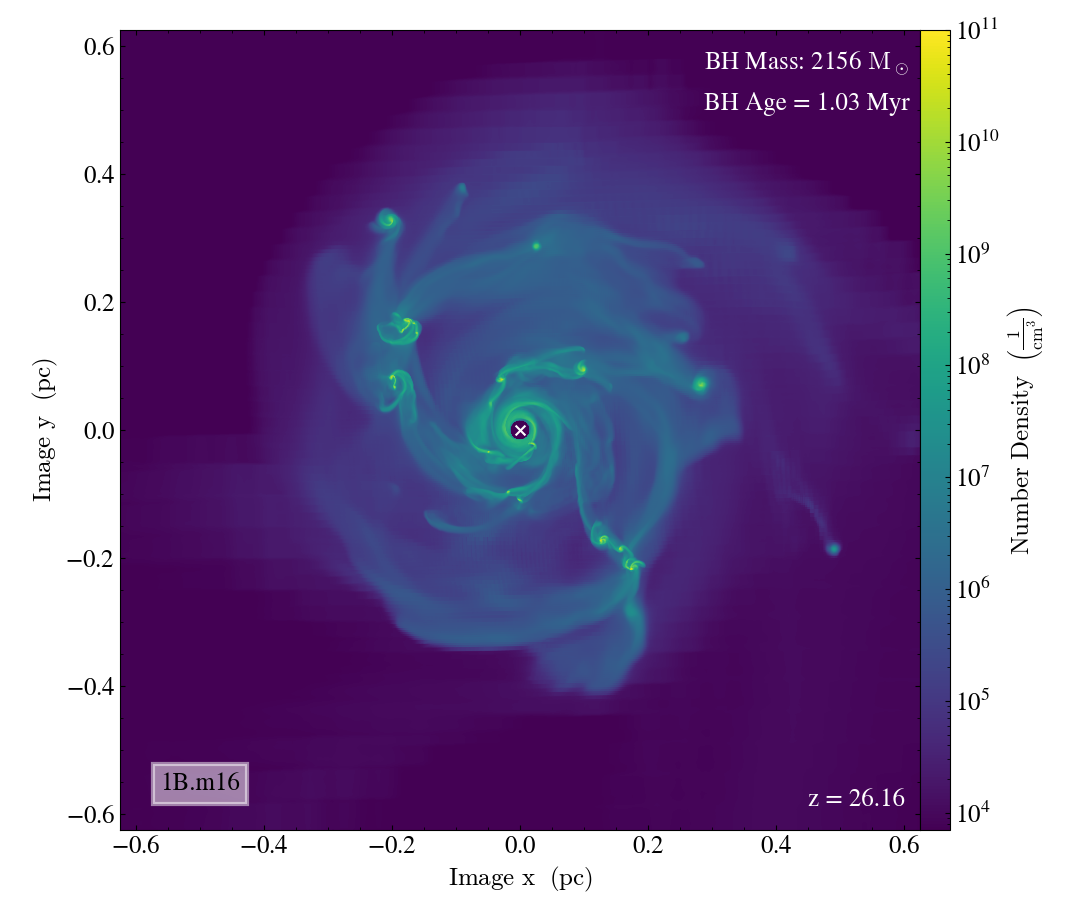 BH Mass: 2156 M⊙
BH Age = 1.03 Myr
1B.m16
z = 26.16
0.6
0.4
0.2
0.0
−0.2
−0.4
−0.6
Image y (pc)
−0.6 −0.4 −0.2 0.0 0.2 0.4 0.6
Image x (pc)
10¹¹
10¹⁰
10⁹
10⁸
10⁷
10⁶
10⁵
10⁴
Number Density (1/cm³)